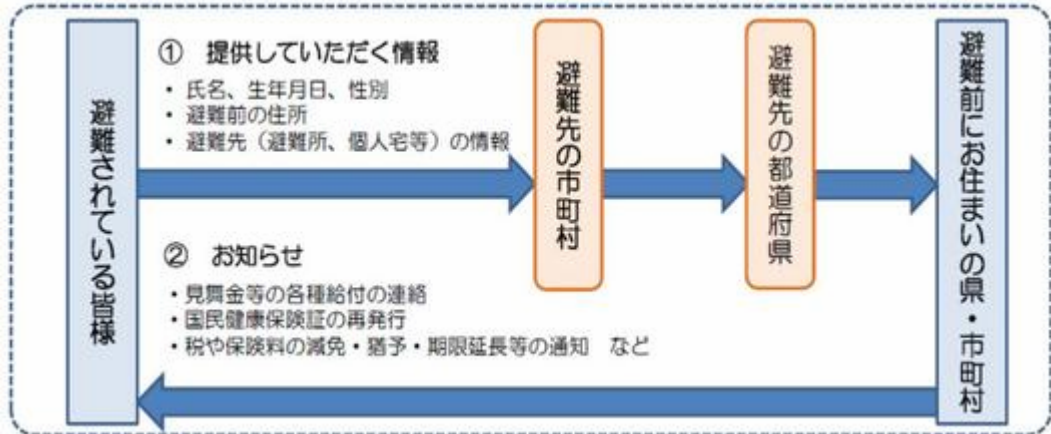 避難されている皆様
① 提供していただく情報
・ 氏名、生年月日、性別
・ 避難前の住所
・ 避難先（避難所、個人宅等）の情報
② お知らせ
・見舞金等の各種給付の連絡
・国民健康保険証の再発行
・税や保険料の減免・猶予・期限延長等の通知 など
避難先の市町村
避難先の都道府県
避難前にお住まいの県・市町村